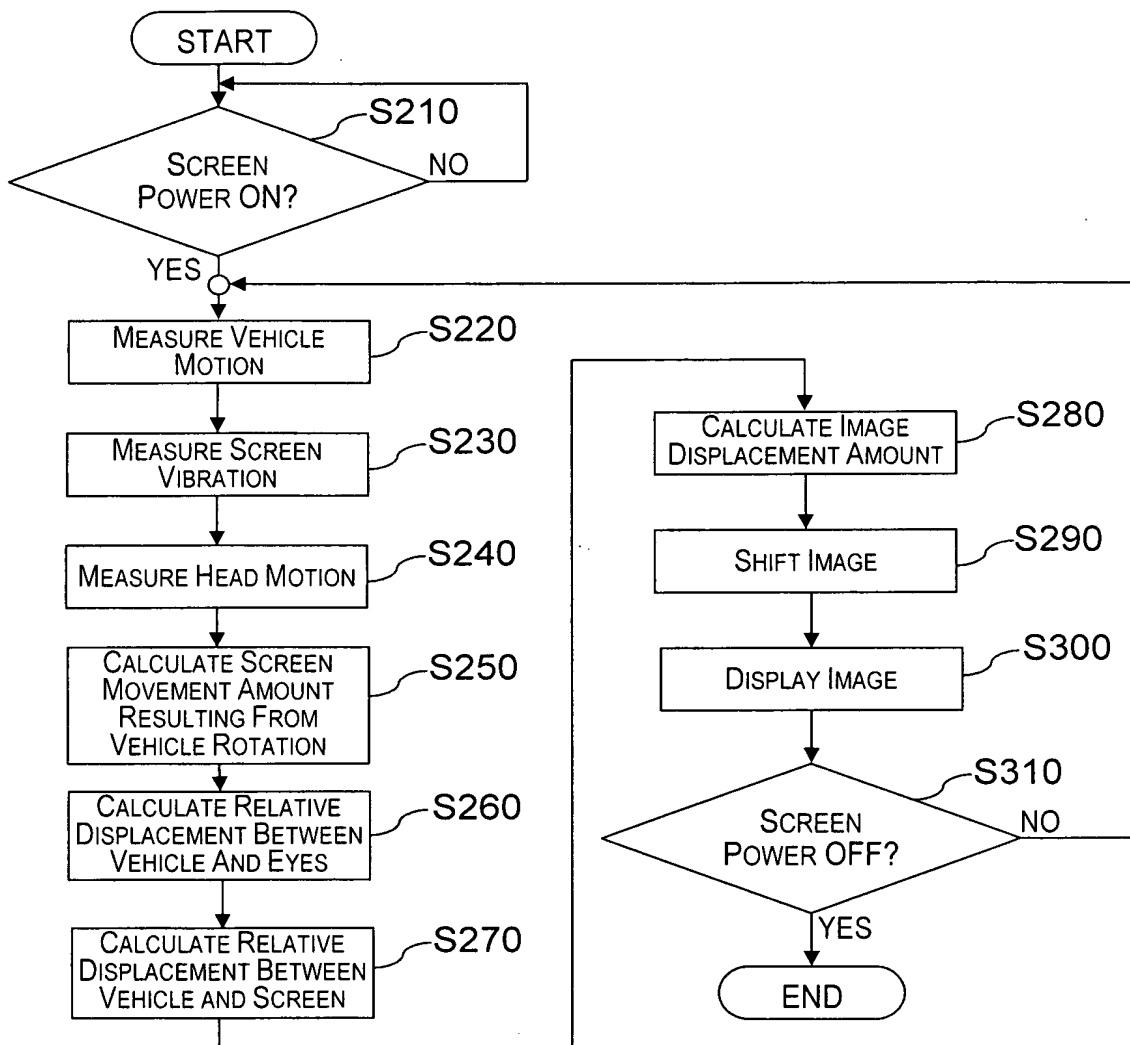 START
S210
SCREEN
POWER ON?
NO
YES
MEASURE VEHICLE
MOTION
S220
MEASURE SCREEN
VIBRATION
S230
MEASURE HEAD MOTION
S240
CALCULATE SCREEN
MOVEMENT AMOUNT
RESULTING FROM
VEHICLE ROTATION
S250
CALCULATE RELATIVE
DISPLACEMENT BETWEEN
VEHICLE AND EYES
S260
CALCULATE RELATIVE
DISPLACEMENT BETWEEN
VEHICLE AND SCREEN
S270
CALCULATE IMAGE
DISPLACEMENT AMOUNT
S280
SHIFT IMAGE
S290
DISPLAY IMAGE
S300
S310
SCREEN
POWER OFF?
NO
YES
END